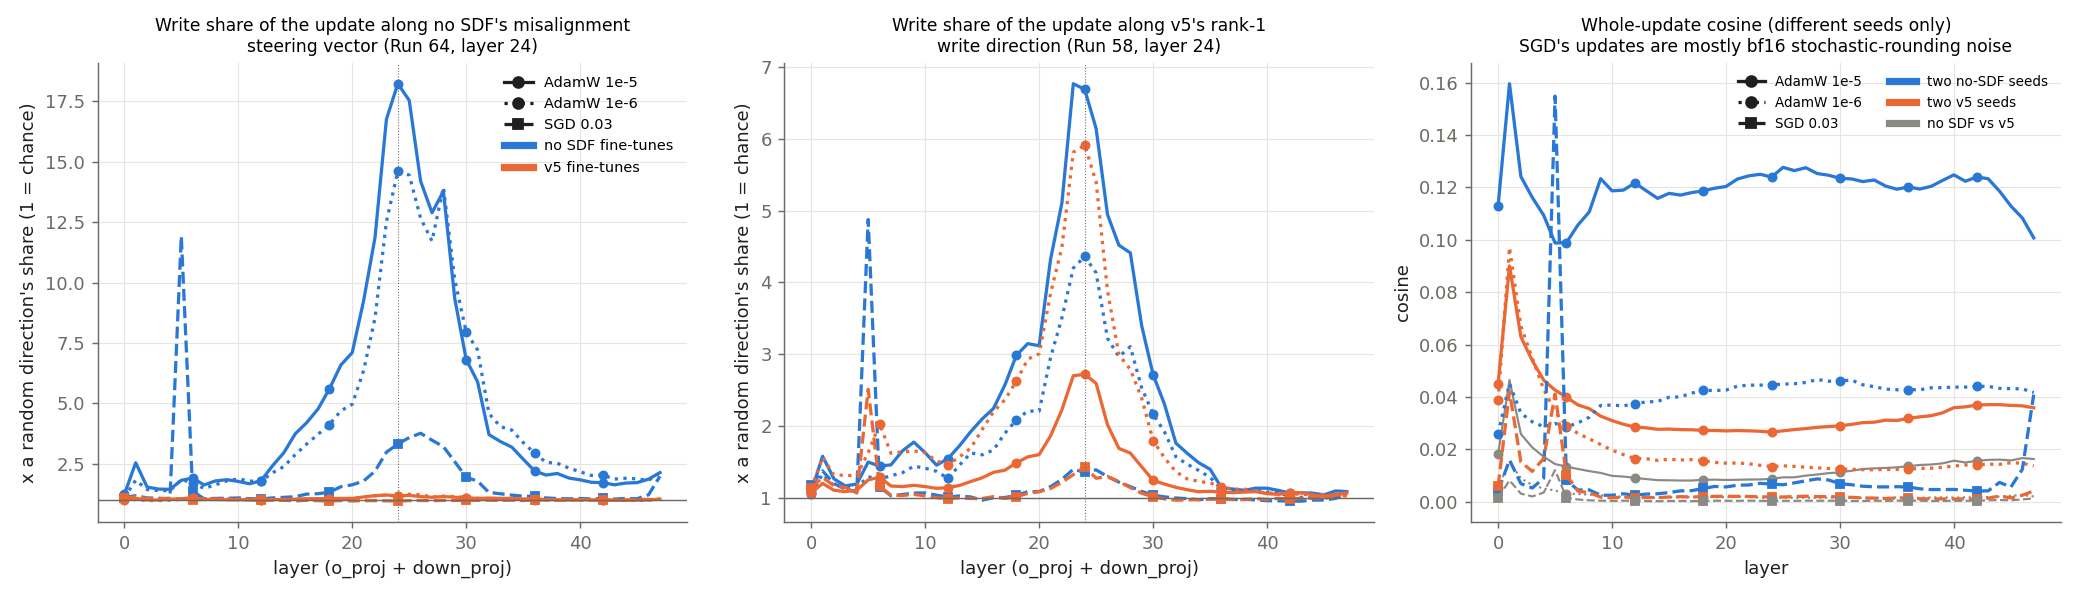 Write share of the update along no SDF's misalignment
steering vector (Run 64, layer 24)
x a random direction's share (1 = chance)
17.5
15.0
12.5
10.0
7.5
5.0
2.5
0
10
20
30
40
layer (o_proj + down_proj)
AdamW 1e-5
AdamW 1e-6
SGD 0.03
no SDF fine-tunes
v5 fine-tunes
Write share of the update along v5's rank-1
write direction (Run 58, layer 24)
x a random direction's share (1 = chance)
7
6
5
4
3
2
1
0
10
20
30
40
layer (o_proj + down_proj)
Whole-update cosine (different seeds only)
SGD's updates are mostly bf16 stochastic-rounding noise
cosine
0.16
0.14
0.12
0.10
0.08
0.06
0.04
0.02
0.00
0
10
20
30
40
layer
AdamW 1e-5
AdamW 1e-6
SGD 0.03
two no-SDF seeds
two v5 seeds
no SDF vs v5